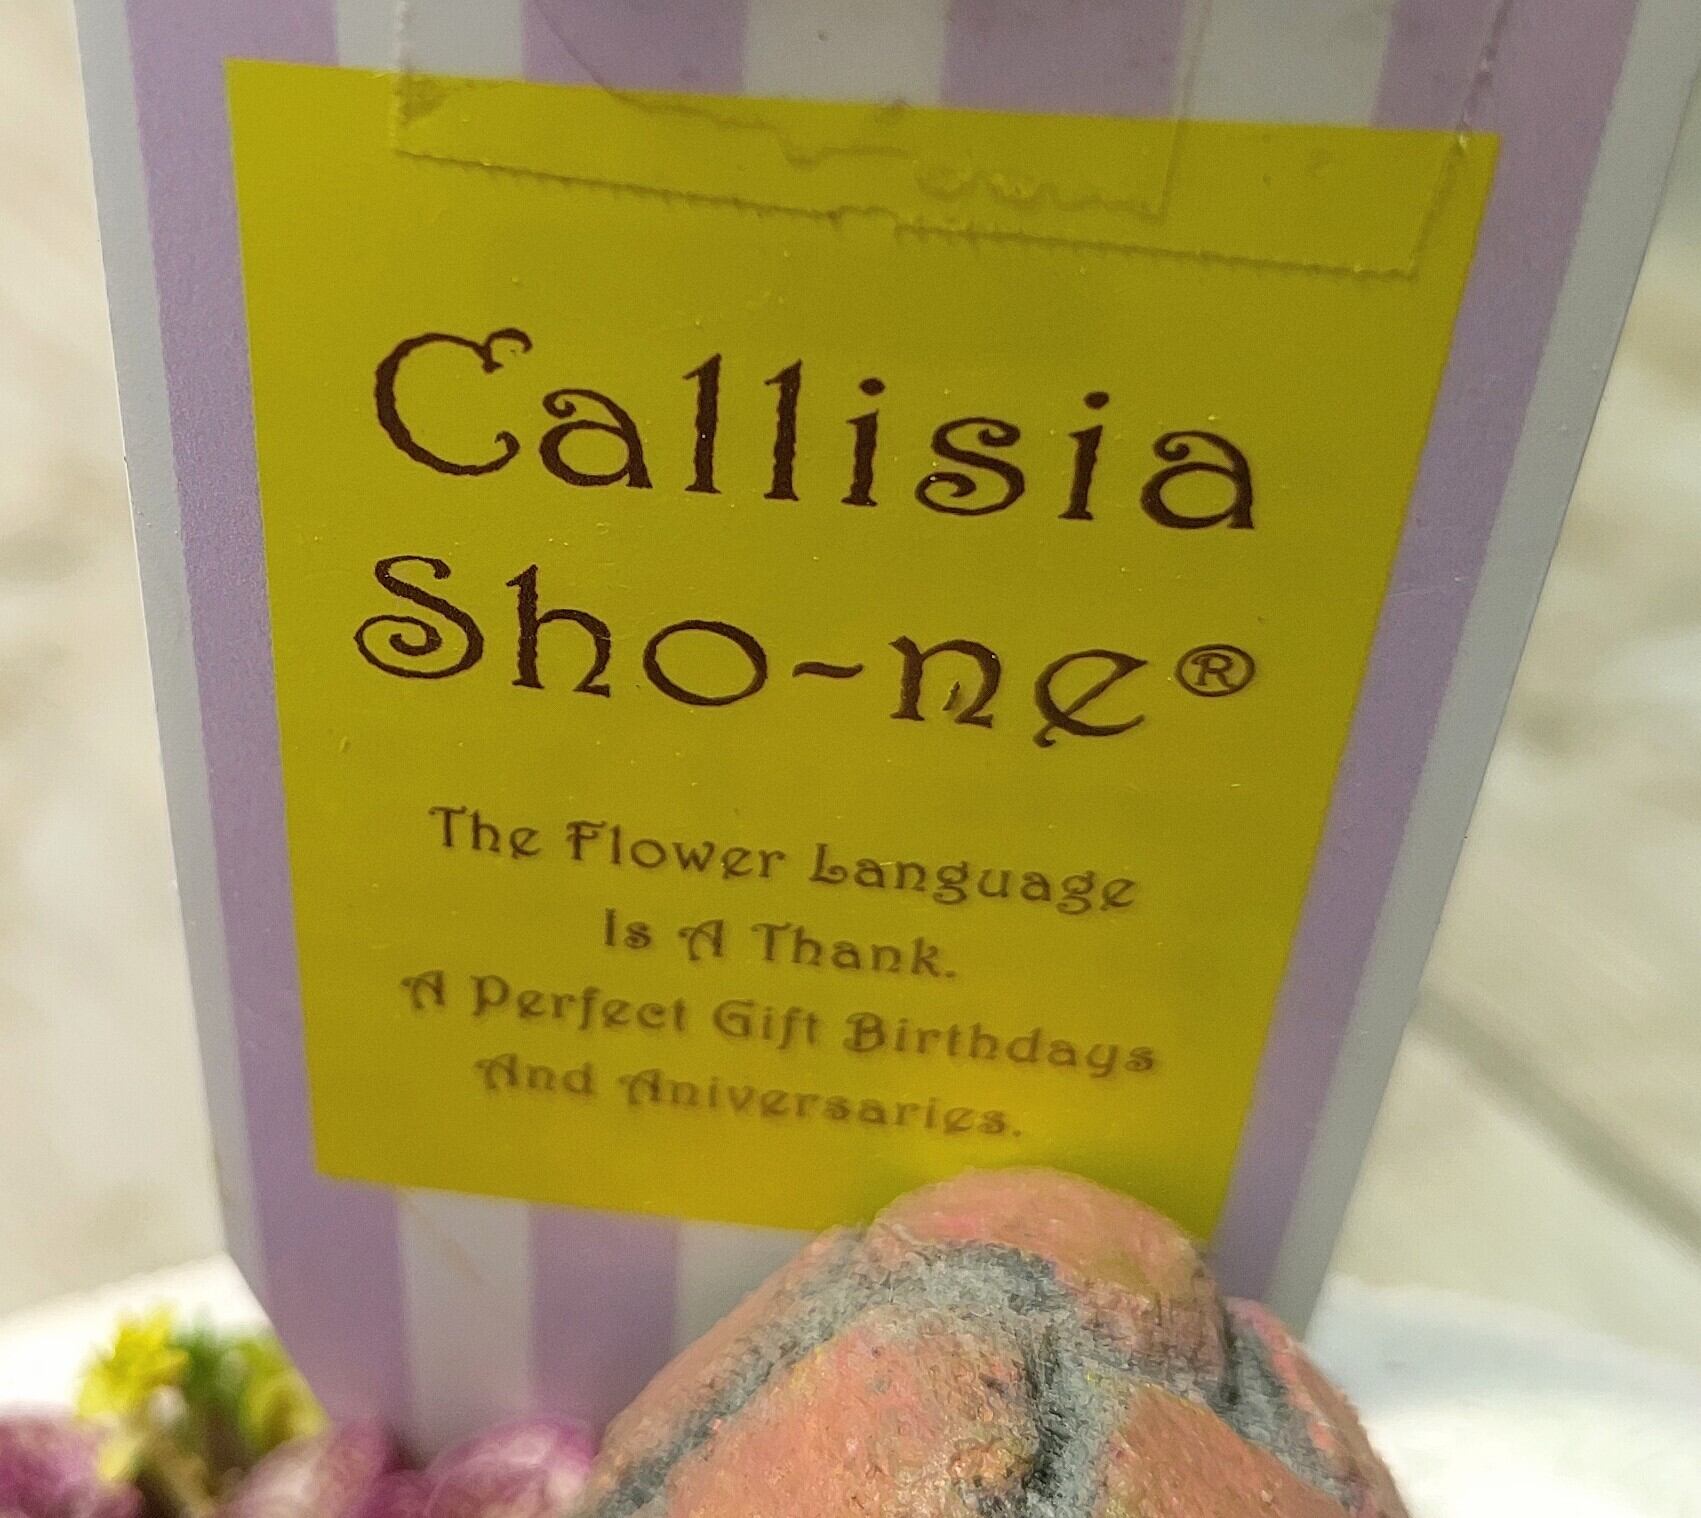 Callisia
Sho-ne®
The Flower Language
Is A Thank.
A Perfect Gift Birthdays
And Aniversaries.